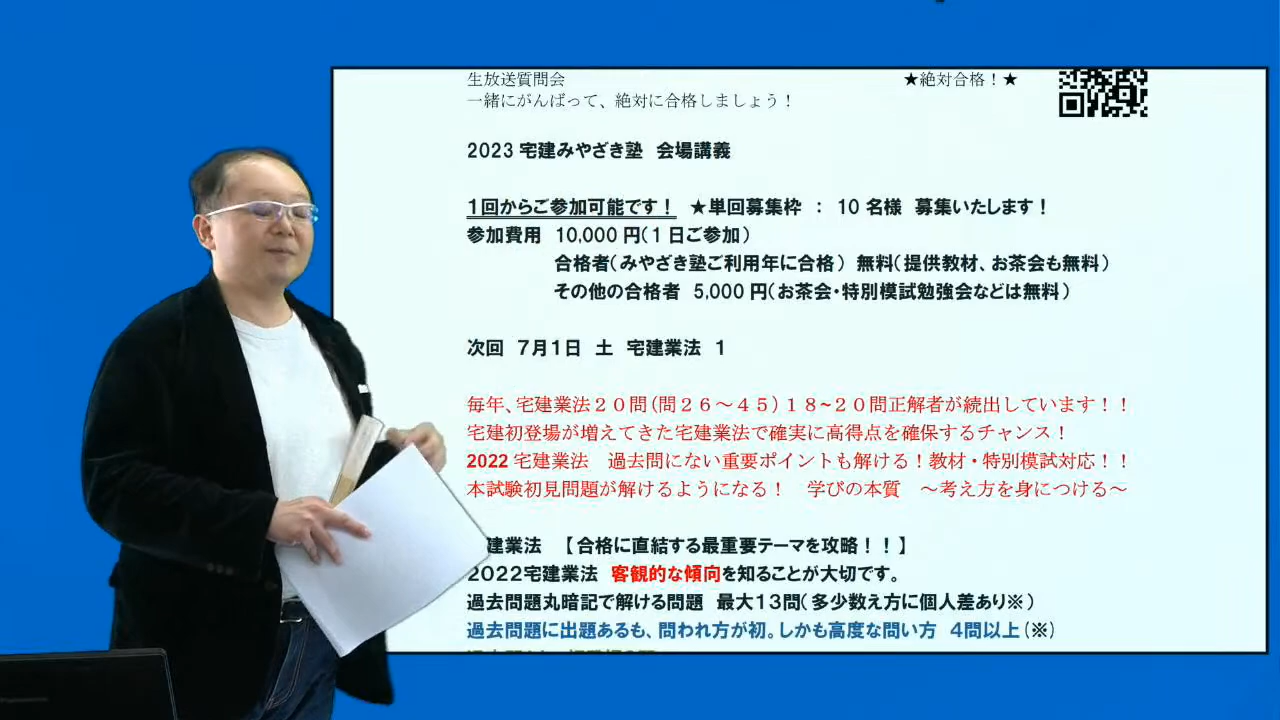 生放送質問会 ★絶対合格！★
一緒にがんばって、絶対に合格しましょう！
2023 宅建みやざき塾 会場講義
１回からご参加可能です！ ★単回募集枠 ： 10 名様 募集いたします！
参加費用 10,000 円（１日ご参加）
合格者（みやざき塾ご利用年に合格） 無料（提供教材、お茶会も無料）
その他の合格者 5,000 円（お茶会・特別模試勉強会などは無料）
次回 ７月１日 土 宅建業法 １
毎年、宅建業法２０問（問２６～４５）１８~２０問正解者が続出しています！！
宅建初登場が増えてきた宅建業法で確実に高得点を確保するチャンス！
2022 宅建業法 過去問にない重要ポイントも解ける！教材・特別模試対応！！
本試験初見問題が解けるようになる！ 学びの本質 ～考え方を身につける～
建業法 【合格に直結する最重要テーマを攻略！！】
２０２２宅建業法 客観的な傾向を知ることが大切です。
過去問題丸暗記で解ける問題 最大１３問（多少数え方に個人差あり※）
過去問題に出題あるも、問われ方が初。しかも高度な問い方 ４問以上（※）